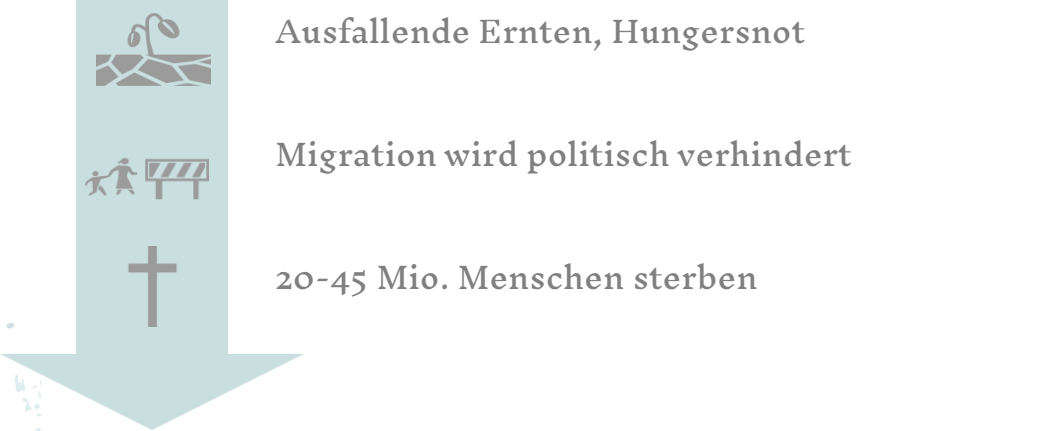 Ausfallende Ernten, Hungersnot
Migration wird politisch verhindert
20-45 Mio. Menschen sterben